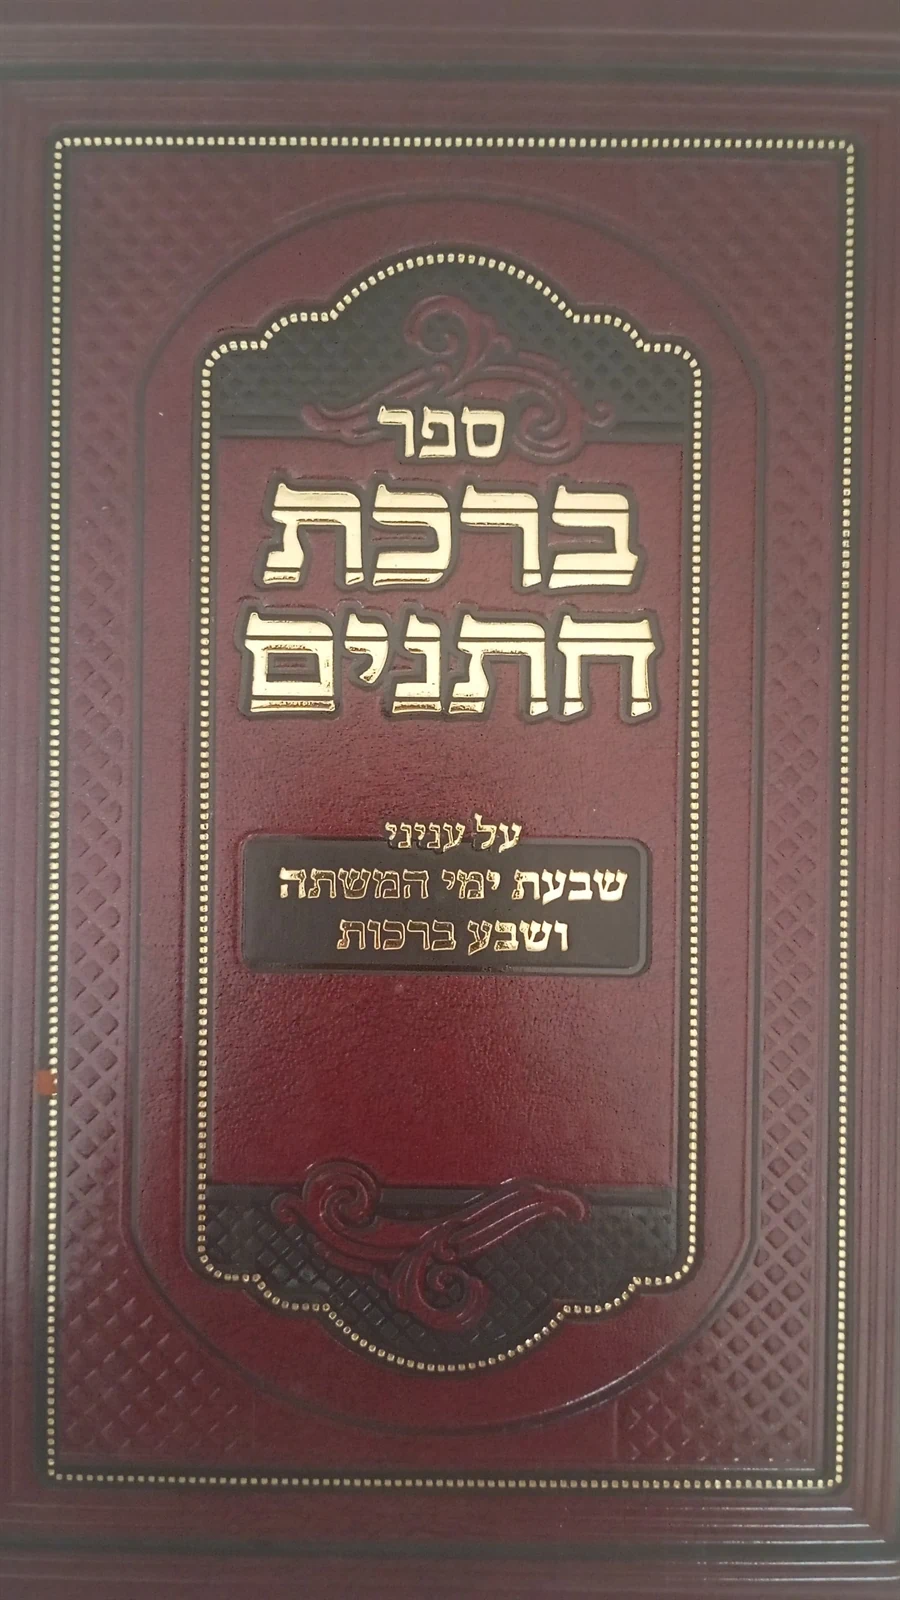 ספר
ברכת
חתנים
על עניני
שבעת ימי המשתה
ושבע ברכות